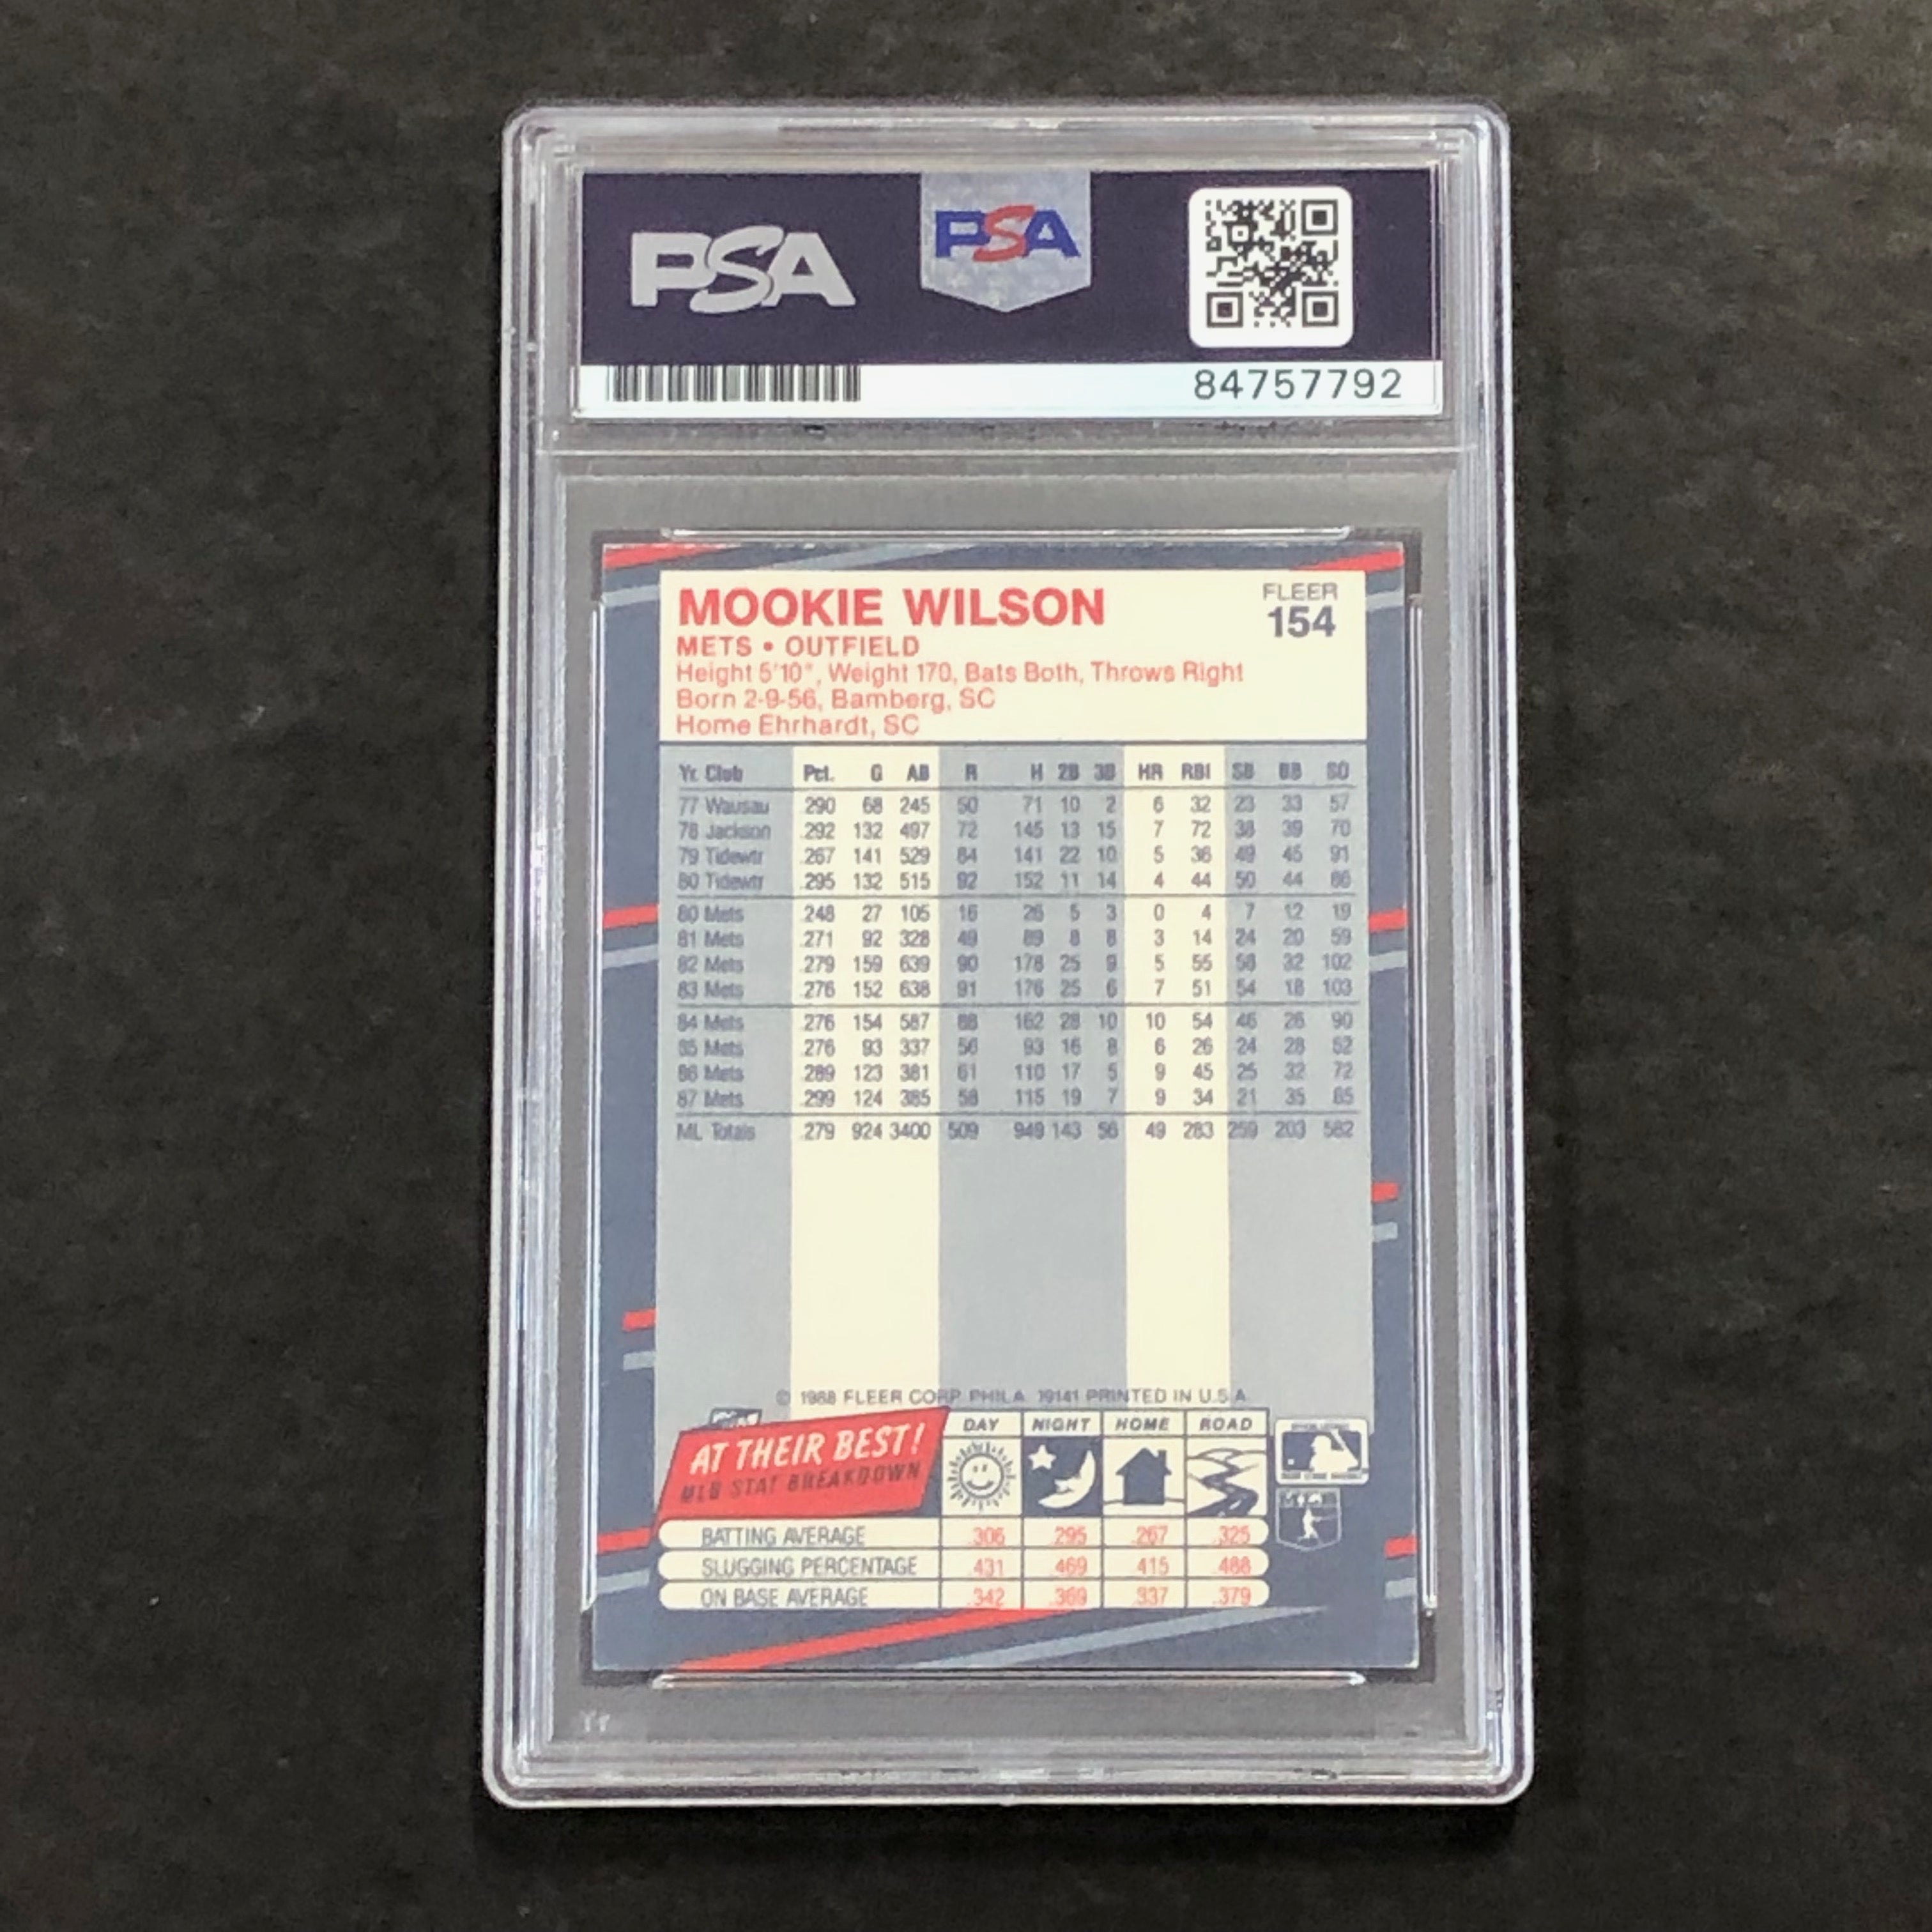 PSA
PSA
84757792
MOOKIE WILSON
FLEER
154
METS • OUTFIELD
Height 5'10", Weight 170, Bats Both, Throws Right
Born 2-9-56, Bamberg, SC
Home Ehrhardt, SC
Yr. Club Pct. G AB R H 2B 3B HR RBI SB BB SO
77 Wausau .290 68 245 50 71 10 2 6 32 23 33 57
78 Jackson .292 132 497 72 145 13 15 7 72 38 39 70
79 Tidewtr .267 141 529 84 141 22 10 5 36 49 45 91
80 Tidewtr .295 132 515 92 152 11 14 4 44 50 44 86
80 Mets .248 27 105 16 26 5 3 0 4 7 12 19
81 Mets .271 92 328 49 89 8 8 3 14 24 20 59
82 Mets .279 159 639 90 178 25 9 5 55 58 32 102
83 Mets .276 152 638 91 176 25 6 7 51 54 18 103
84 Mets .276 154 587 88 162 28 10 10 54 46 26 90
85 Mets .276 93 337 56 93 16 8 6 26 24 28 52
86 Mets .289 123 381 61 110 17 5 9 45 25 32 72
87 Mets .299 124 385 58 115 19 7 9 34 21 35 85
ML Totals .279 924 3400 509 949 143 56 49 283 259 203 582
© 1988 FLEER CORP. PHILA. 19141 PRINTED IN U.S.A.
AT THEIR BEST!
MLB STAT BREAKDOWN
DAY NIGHT HOME ROAD
BATTING AVERAGE .306 .295 .267 .325
SLUGGING PERCENTAGE .431 .469 .415 .488
ON BASE AVERAGE .342 .369 .337 .379